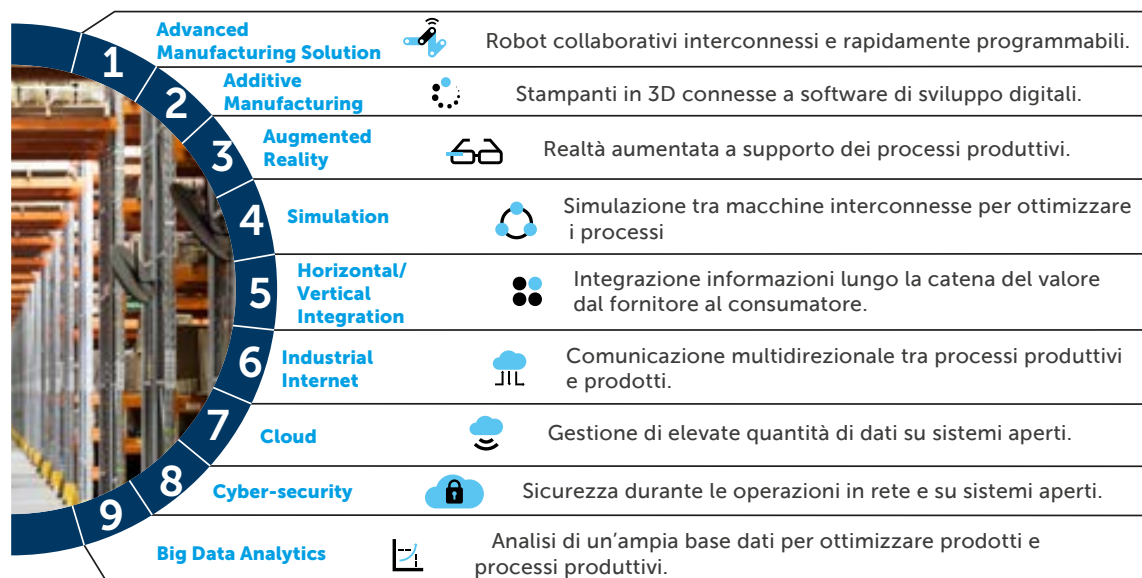 1
Advanced
Manufacturing Solution
Robot collaborativi interconnessi e rapidamente programmabili.
2
Additive
Manufacturing
Stampanti in 3D connesse a software di sviluppo digitali.
3
Augmented
Reality
Realtà aumentata a supporto dei processi produttivi.
4
Simulation
Simulazione tra macchine interconnesse per ottimizzare
i processi
5
Horizontal/
Vertical
Integration
Integrazione informazioni lungo la catena del valore
dal fornitore al consumatore.
6
Industrial
Internet
Comunicazione multidirezionale tra processi produttivi
e prodotti.
7
Cloud
Gestione di elevate quantità di dati su sistemi aperti.
8
Cyber-security
Sicurezza durante le operazioni in rete e su sistemi aperti.
9
Big Data Analytics
Analisi di un’ampia base dati per ottimizzare prodotti e
processi produttivi.